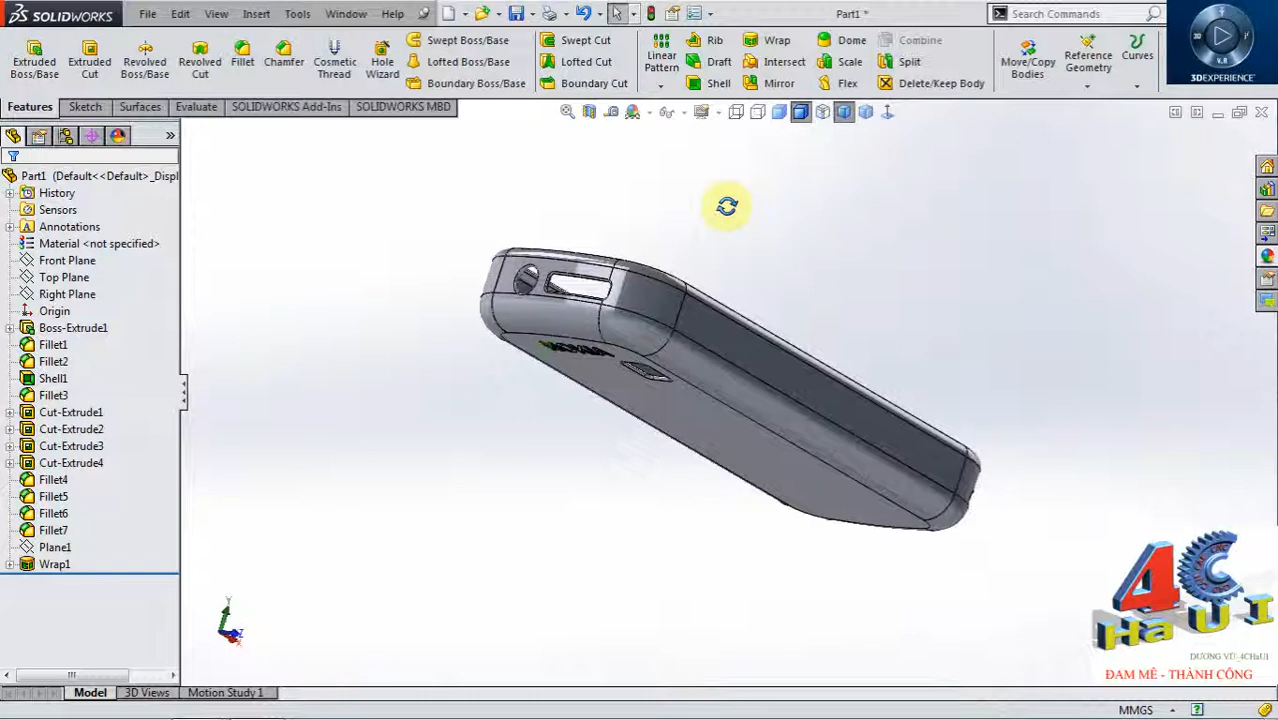 SOLIDWORKS File Edit View Insert Tools Window Help Part1 * Search Commands
Extruded Boss/Base
Extruded Cut
Revolved Boss/Base
Revolved Cut
Fillet
Chamfer
Cosmetic Thread
Hole Wizard
Swept Boss/Base
Lofted Boss/Base
Boundary Boss/Base
Swept Cut
Lofted Cut
Boundary Cut
Linear Pattern
Rib
Draft
Shell
Wrap
Intersect
Mirror
Dome
Scale
Flex
Combine
Split
Delete/Keep Body
Move/Copy Bodies
Reference Geometry
Curves
3DEXPERIENCE
3D
V.R
Features Sketch Surfaces Evaluate SOLIDWORKS Add-Ins SOLIDWORKS MBD
Part1 (Default<<Default>_Displ
History
Sensors
Annotations
Material <not specified>
Front Plane
Top Plane
Right Plane
Origin
Boss-Extrude1
Fillet1
Fillet2
Shell1
Fillet3
Cut-Extrude1
Cut-Extrude2
Cut-Extrude3
Cut-Extrude4
Fillet4
Fillet5
Fillet6
Fillet7
Plane1
Wrap1
Y
Z
X
4C
HaUI
DƯƠNG VŨ_4CHaUI
ĐAM MÊ - THÀNH CÔNG
Model 3D Views Motion Study 1
MMGS